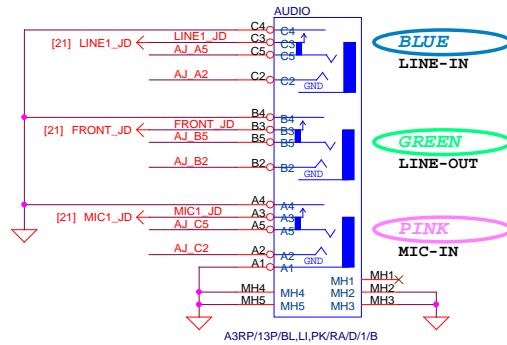 AUDIO
C4 C4
[21] LINE1_JD LINE1_JD C3 C3
AJ_A5 C5 C5
BLUE
LINE-IN
AJ_A2 C2 C2
GND
B4 B4
[21] FRONT_JD FRONT_JD B3 B3
AJ_B5 B5 B5
GREEN
LINE-OUT
AJ_B2 B2 B2
GND
A4 A4
[21] MIC1_JD MIC1_JD A3 A3
AJ_C5 A5 A5
PINK
MIC-IN
AJ_C2 A2 A2
GND
A1 A1
MH1 MH1
MH4 MH4 MH2 MH2
MH5 MH5 MH3 MH3
A3RP/13P/BL,LI,PK/RA/D/1/B